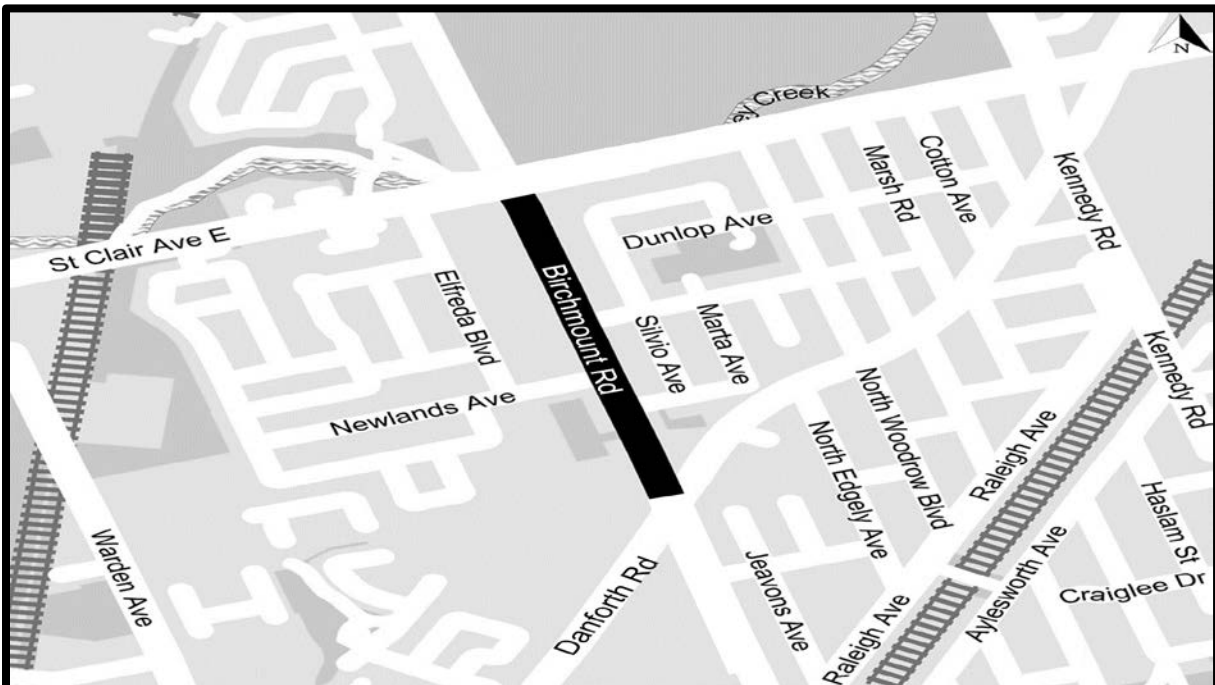 N
ey Creek
Cotton Ave
Marsh Rd
Kennedy Rd
Dunlop Ave
St Clair Ave E
Elfreda Blvd
Birchmount Rd
Silvio Ave
Marta Ave
Kennedy Rd
Newlands Ave
North Woodrow Blvd
North Edgely Ave
Raleigh Ave
Haslam St
Warden Ave
Jeavons Ave
Danforth Rd
Raleigh Ave
Aylesworth Ave
Craiglee Dr